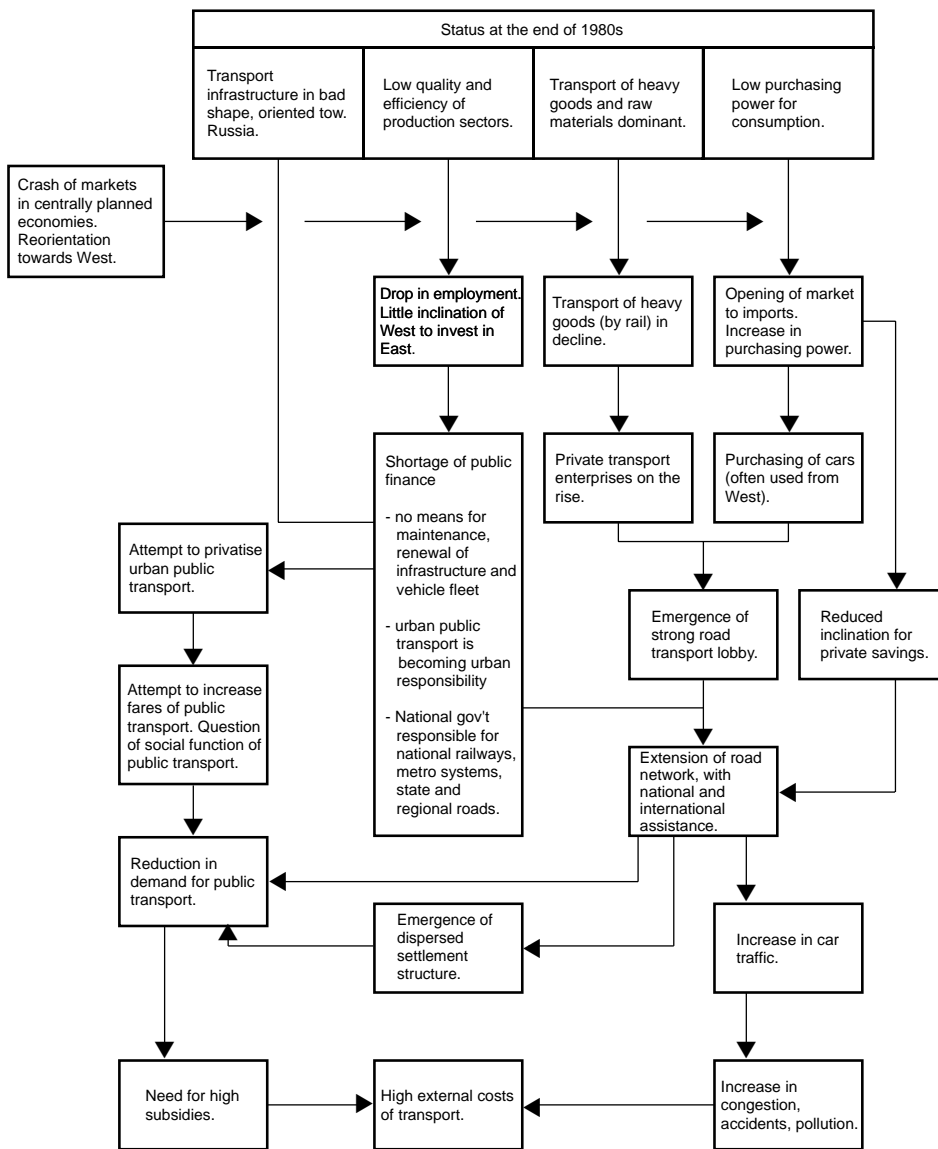 Status at the end of 1980s
Transport
infrastructure in bad
shape, oriented tow.
Russia.
Low quality and
efficiency of
production sectors.
Transport of heavy
goods and raw
materials dominant.
Low purchasing
power for
consumption.
Crash of markets
in centrally planned
economies.
Reorientation
towards West.
Drop in employment.
Little inclination of
West to invest in
East.
Transport of heavy
goods (by rail) in
decline.
Opening of market
to imports.
Increase in
purchasing power.
Shortage of public
finance
- no means for
maintenance,
renewal of
infrastructure and
vehicle fleet
- urban public
transport is
becoming urban
responsibility
- National gov't
responsible for
national railways,
metro systems,
state and
regional roads.
Private transport
enterprises on the
rise.
Purchasing of cars
(often used from
West).
Attempt to privatise
urban public
transport.
Emergence of
strong road
transport lobby.
Reduced
inclination for
private savings.
Attempt to increase
fares of public
transport. Question
of social function of
public transport.
Extension of road
network, with
national and
international
assistance.
Reduction in
demand for public
transport.
Emergence of
dispersed
settlement
structure.
Increase in car
traffic.
Need for high
subsidies.
High external costs
of transport.
Increase in
congestion,
accidents, pollution.